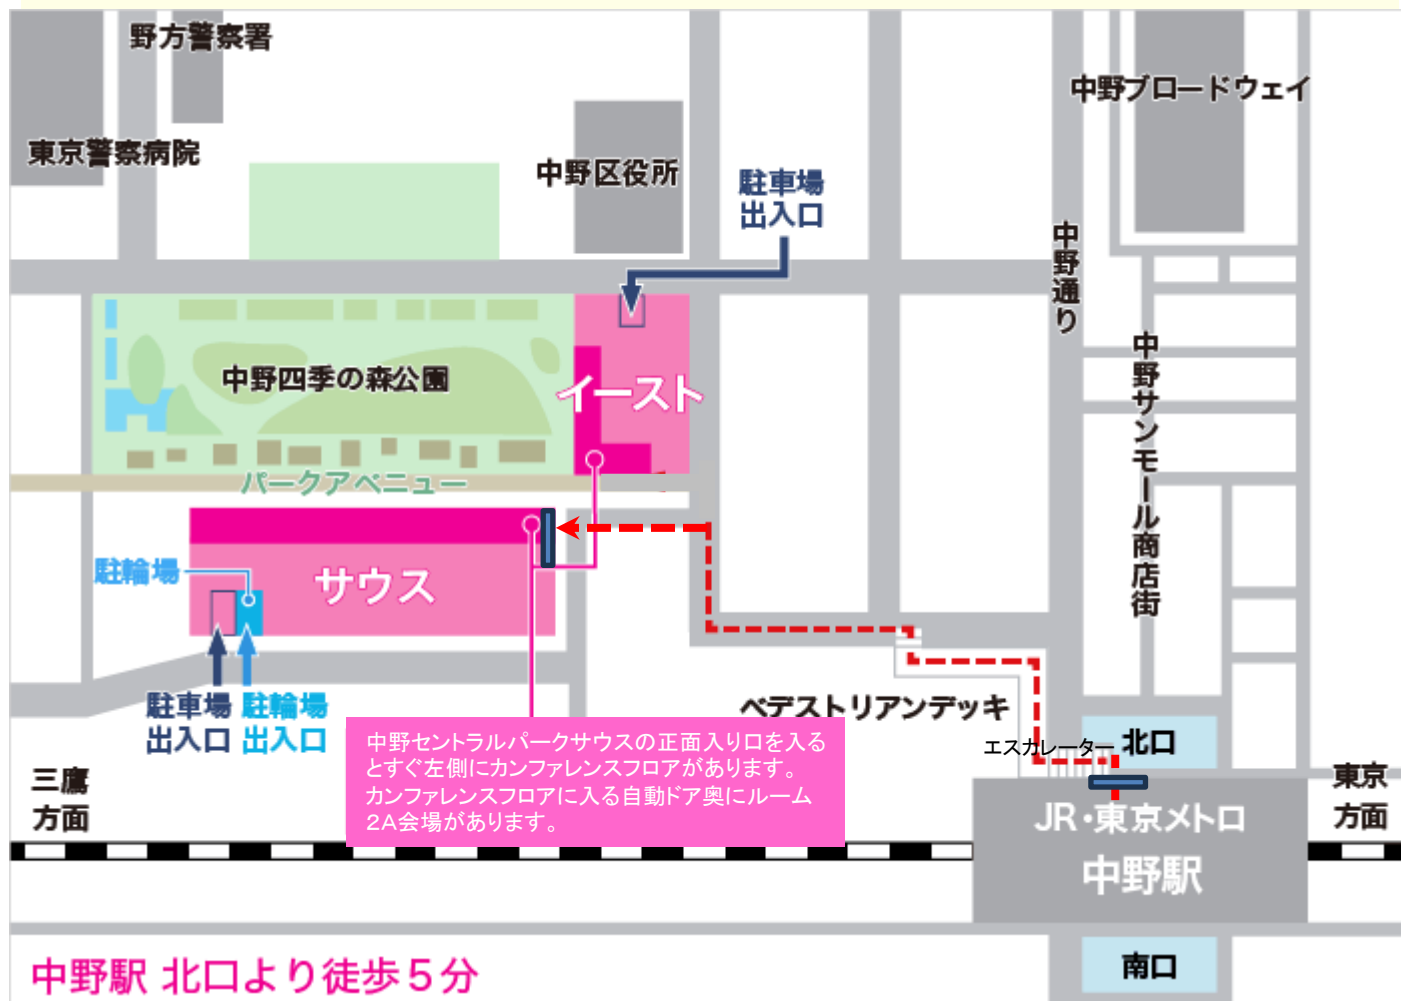 野方警察署
東京警察病院
中野区役所
駐車場
出入口
中野ブロードウェイ
中野通り
中野サンモール商店街
中野四季の森公園
イースト
パークアベニュー
駐輪場
サウス
駐車場
出入口
駐輪場
出入口
ペデストリアンデッキ
エスカレーター
北口
中野セントラルパークサウスの正面入り口を入る
とすぐ左側にカンファレンスフロアがあります。
カンファレンスフロアに入る自動ドア奥にルーム
2A会場があります。
三鷹
方面
東京
方面
JR・東京メトロ
中野駅
南口
中野駅 北口より徒歩5分